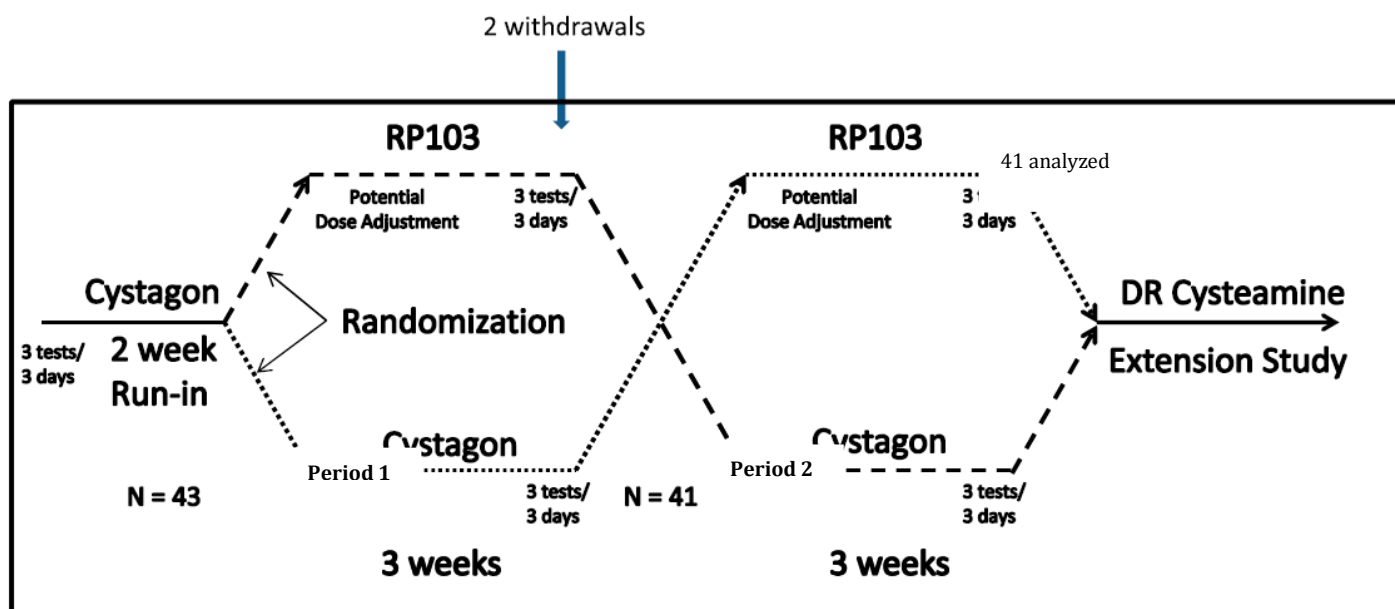 2 withdrawals
RP103
RP103
41 analyzed
Potential
Dose Adjustment
3 tests/
3 days
Potential
Dose Adjustment
3 t
3 days
Cystagon
2 week
Run-in
3 tests/
3 days
Randomization
DR Cysteamine
Extension Study
Cystagon
Period 1
3 tests/
3 days
Cystagon
Period 2
3 tests/
3 days
N = 43
N = 41
3 weeks
3 weeks